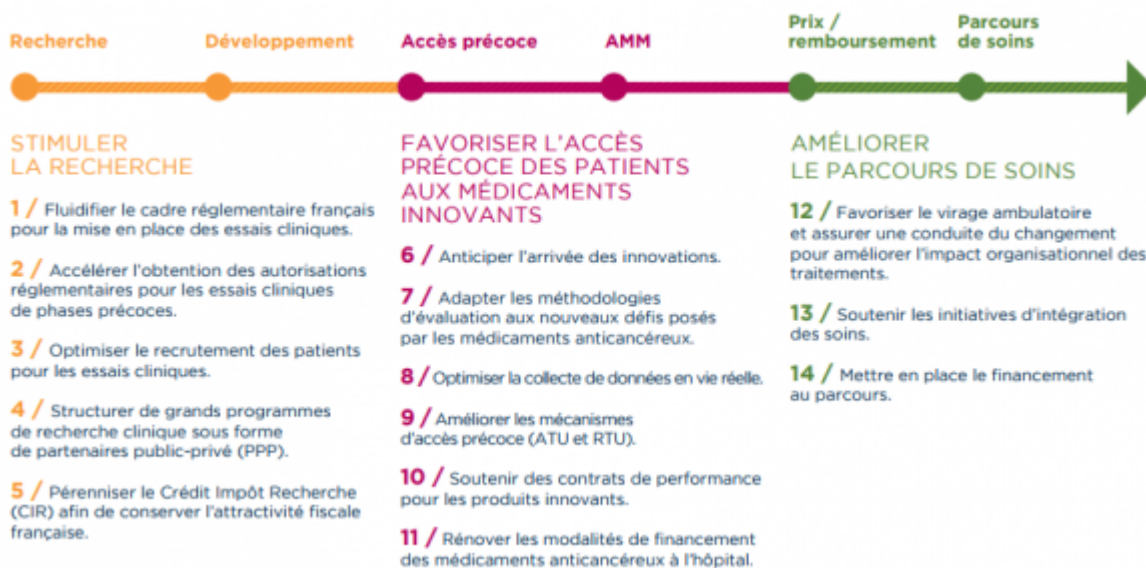 Recherche
Développement
Accès précoce
AMM
Prix /
remboursement
Parcours
de soins
STIMULER
LA RECHERCHE
1 / Fluidifier le cadre réglementaire français
pour la mise en place des essais cliniques.
2 / Accélérer l'obtention des autorisations
réglementaires pour les essais cliniques
de phases précoces.
3 / Optimiser le recrutement des patients
pour les essais cliniques.
4 / Structurer de grands programmes
de recherche clinique sous forme
de partenaires public-privé (PPP).
5 / Pérenniser le Crédit Impôt Recherche
(CIR) afin de conserver l'attractivité fiscale
française.
FAVORISER L'ACCÈS
PRÉCOCE DES PATIENTS
AUX MÉDICAMENTS
INNOVANTS
6 / Anticiper l'arrivée des innovations.
7 / Adapter les méthodologies
d'évaluation aux nouveaux défis posés
par les médicaments anticancéreux.
8 / Optimiser la collecte de données en vie réelle.
9 / Améliorer les mécanismes
d'accès précoce (ATU et RTU).
10 / Soutenir des contrats de performance
pour les produits innovants.
11 / Rénover les modalités de financement
des médicaments anticancéreux à l'hôpital.
AMÉLIORER
LE PARCOURS DE SOINS
12 / Favoriser le virage ambulatoire
et assurer une conduite du changement
pour améliorer l'impact organisationnel des
traitements.
13 / Soutenir les initiatives d'intégration
des soins.
14 / Mettre en place le financement
au parcours.